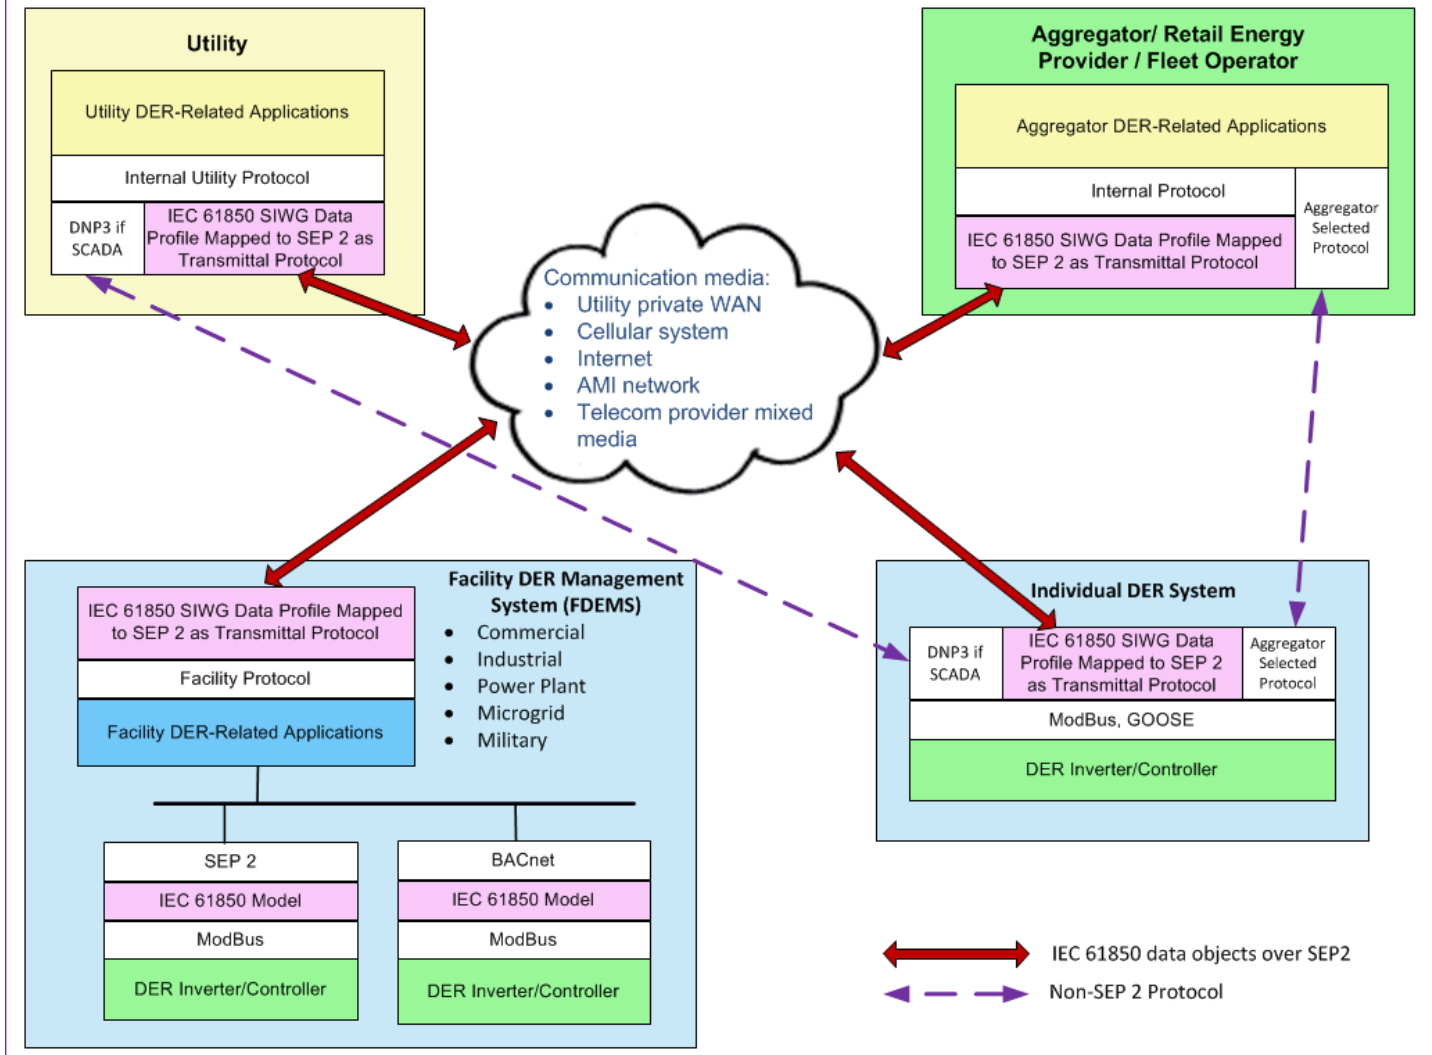 Utility
Utility DER-Related Applications
Internal Utility Protocol
DNP3 if
SCADA
IEC 61850 SIWG Data
Profile Mapped to SEP 2 as
Transmittal Protocol
Aggregator/ Retail Energy
Provider / Fleet Operator
Aggregator DER-Related Applications
Internal Protocol
IEC 61850 SIWG Data Profile Mapped
to SEP 2 as Transmittal Protocol
Aggregator
Selected
Protocol
Communication media:
• Utility private WAN
• Cellular system
• Internet
• AMI network
• Telecom provider mixed
media
IEC 61850 SIWG Data Profile Mapped
to SEP 2 as Transmittal Protocol
Facility Protocol
Facility DER-Related Applications
Facility DER Management
System (FDEMS)
• Commercial
• Industrial
• Power Plant
• Microgrid
• Military
SEP 2
IEC 61850 Model
ModBus
DER Inverter/Controller
BACnet
IEC 61850 Model
ModBus
DER Inverter/Controller
Individual DER System
DNP3 if
SCADA
IEC 61850 SIWG Data
Profile Mapped to SEP 2
as Transmittal Protocol
Aggregator
Selected
Protocol
ModBus, GOOSE
DER Inverter/Controller
IEC 61850 data objects over SEP2
Non-SEP 2 Protocol